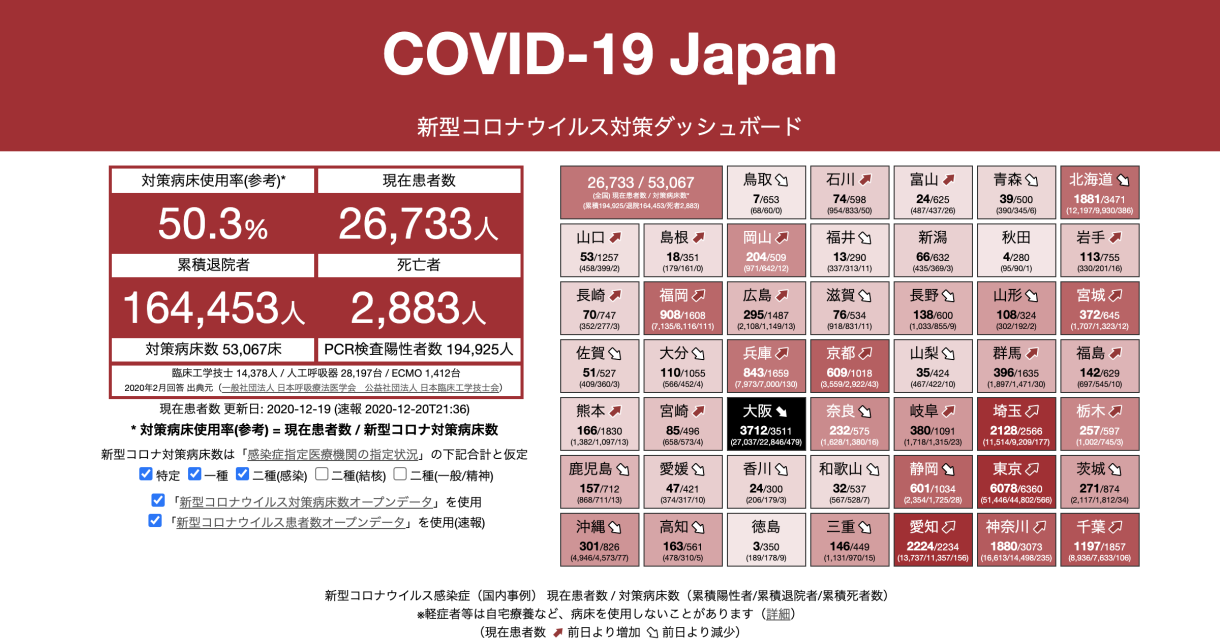 COVID-19 Japan
新型コロナウイルス対策ダッシュボード
対策病床使用率(参考)*
現在患者数
50.3%
26,733人
累積退院者
死亡者
164,453人
2,883人
対策病床数 53,067床
PCR検査陽性者数 194,925人
臨床工学技士 14,378人 / 人工呼吸器 28,197台 / ECMO 1,412台
2020年2月回答 出典元 (一般社団法人 日本呼吸療法医学会 公益社団法人 日本臨床工学技士会)
現在患者数 更新日: 2020-12-19 (速報 2020-12-20T21:36)
* 対策病床使用率(参考) = 現在患者数 / 新型コロナ対策病床数
新型コロナ対策病床数は「感染症指定医療機関の指定状況」の下記合計と仮定
特定 一種 二種(感染) 二種(結核) 二種(一般/精神)
「新型コロナウイルス対策病床数オープンデータ」を使用
「新型コロナウイルス患者数オープンデータ」を使用(速報)
26,733 / 53,067
(全国) 現在患者数 / 対策病床数*
(累積194,925/退院164,453/死者2,883)
鳥取
7/653
(68/60/0)
石川
74/598
(954/833/50)
富山
24/625
(487/437/26)
青森
39/500
(390/345/6)
北海道
1881/3471
(12,197/9,930/386)
山口
53/1257
(458/399/2)
島根
18/351
(179/161/0)
岡山
204/509
(971/642/12)
福井
13/290
(337/313/11)
新潟
66/632
(435/369/3)
秋田
4/280
(95/90/1)
岩手
113/755
(330/201/16)
長崎
70/747
(352/277/3)
福岡
908/1608
(7,135/6,116/111)
広島
295/1487
(2,108/1,149/13)
滋賀
76/534
(918/831/11)
長野
138/600
(1,033/855/9)
山形
108/324
(302/192/2)
宮城
372/645
(1,707/1,323/12)
佐賀
51/527
(409/360/3)
大分
110/1055
(566/452/4)
兵庫
843/1659
(7,973/7,000/130)
京都
609/1018
(3,559/2,922/43)
山梨
35/424
(467/422/10)
群馬
396/1635
(1,897/1,471/30)
福島
142/629
(697/545/10)
熊本
166/1830
(1,382/1,097/13)
宮崎
85/496
(658/573/4)
大阪
3712/3511
(27,037/22,846/479)
奈良
232/575
(1,628/1,380/16)
岐阜
380/1091
(1,718/1,315/23)
埼玉
2128/2566
(11,514/9,209/177)
栃木
257/597
(1,002/745/3)
鹿児島
157/712
(868/711/13)
愛媛
47/421
(374/317/10)
香川
24/300
(206/179/3)
和歌山
32/537
(567/528/7)
静岡
601/1034
(2,354/1,725/28)
東京
6078/6360
(51,446/44,802/566)
茨城
271/874
(2,117/1,812/34)
沖縄
301/826
(4,946/4,573/77)
高知
163/561
(478/310/5)
徳島
3/350
(189/178/9)
三重
146/449
(1,131/970/15)
愛知
2224/2234
(13,737/11,357/156)
神奈川
1880/3073
(16,613/14,498/235)
千葉
1197/1857
(8,936/7,633/106)
新型コロナウイルス感染症（国内事例） 現在患者数 / 対策病床数（累積陽性者/累積退院者/累積死者数）
※軽症者等は自宅療養など、病床を使用しないことがあります（詳細）
（現在患者数 前日より増加 前日より減少）